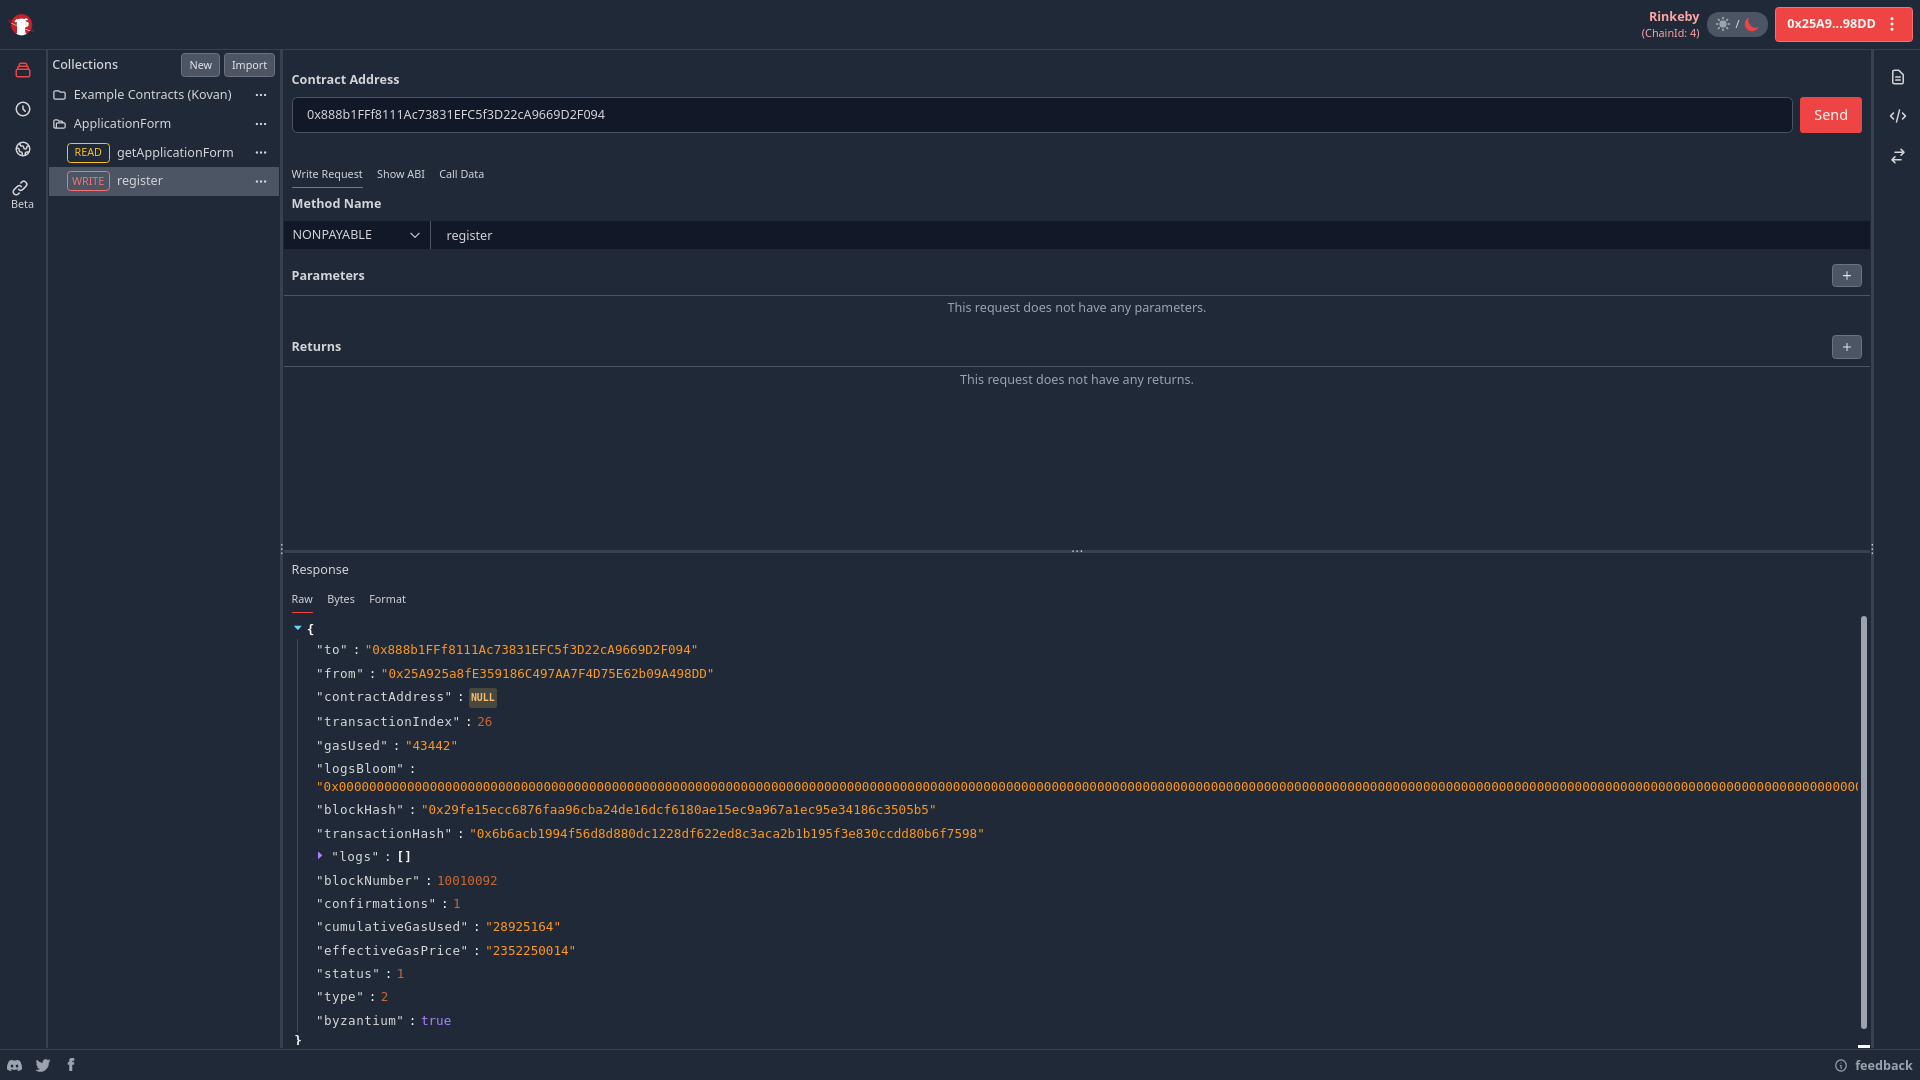 Rinkeby
(ChainId: 4)
/
0x25A9...98DD
Collections
New
Import
Example Contracts (Kovan)
ApplicationForm
READ getApplicationForm
WRITE register
Beta
Contract Address
0x888b1FFf8111Ac73831EFC5f3D22cA9669D2F094
Send
Write Request Show ABI Call Data
Method Name
NONPAYABLE register
Parameters
+
This request does not have any parameters.
Returns
+
This request does not have any returns.
Response
Raw Bytes Format
{
"to" : "0x888b1FFf8111Ac73831EFC5f3D22cA9669D2F094"
"from" : "0x25A925a8fE359186C497AA7F4D75E62b09A498DD"
"contractAddress" : NULL
"transactionIndex" : 26
"gasUsed" : "43442"
"logsBloom" :
"blockHash" : "0x29fe15ecc6876faa96cba24de16dcf6180ae15ec9a967a1ec95e34186c3505b5"
"transactionHash" : "0x6b6acb1994f56d8d880dc1228df622ed8c3aca2b1b195f3e830ccdd80b6f7598"
"logs" : []
"blockNumber" : 10010092
"confirmations" : 1
"cumulativeGasUsed" : "28925164"
"effectiveGasPrice" : "2352250014"
"status" : 1
"type" : 2
"byzantium" : true
}
feedback